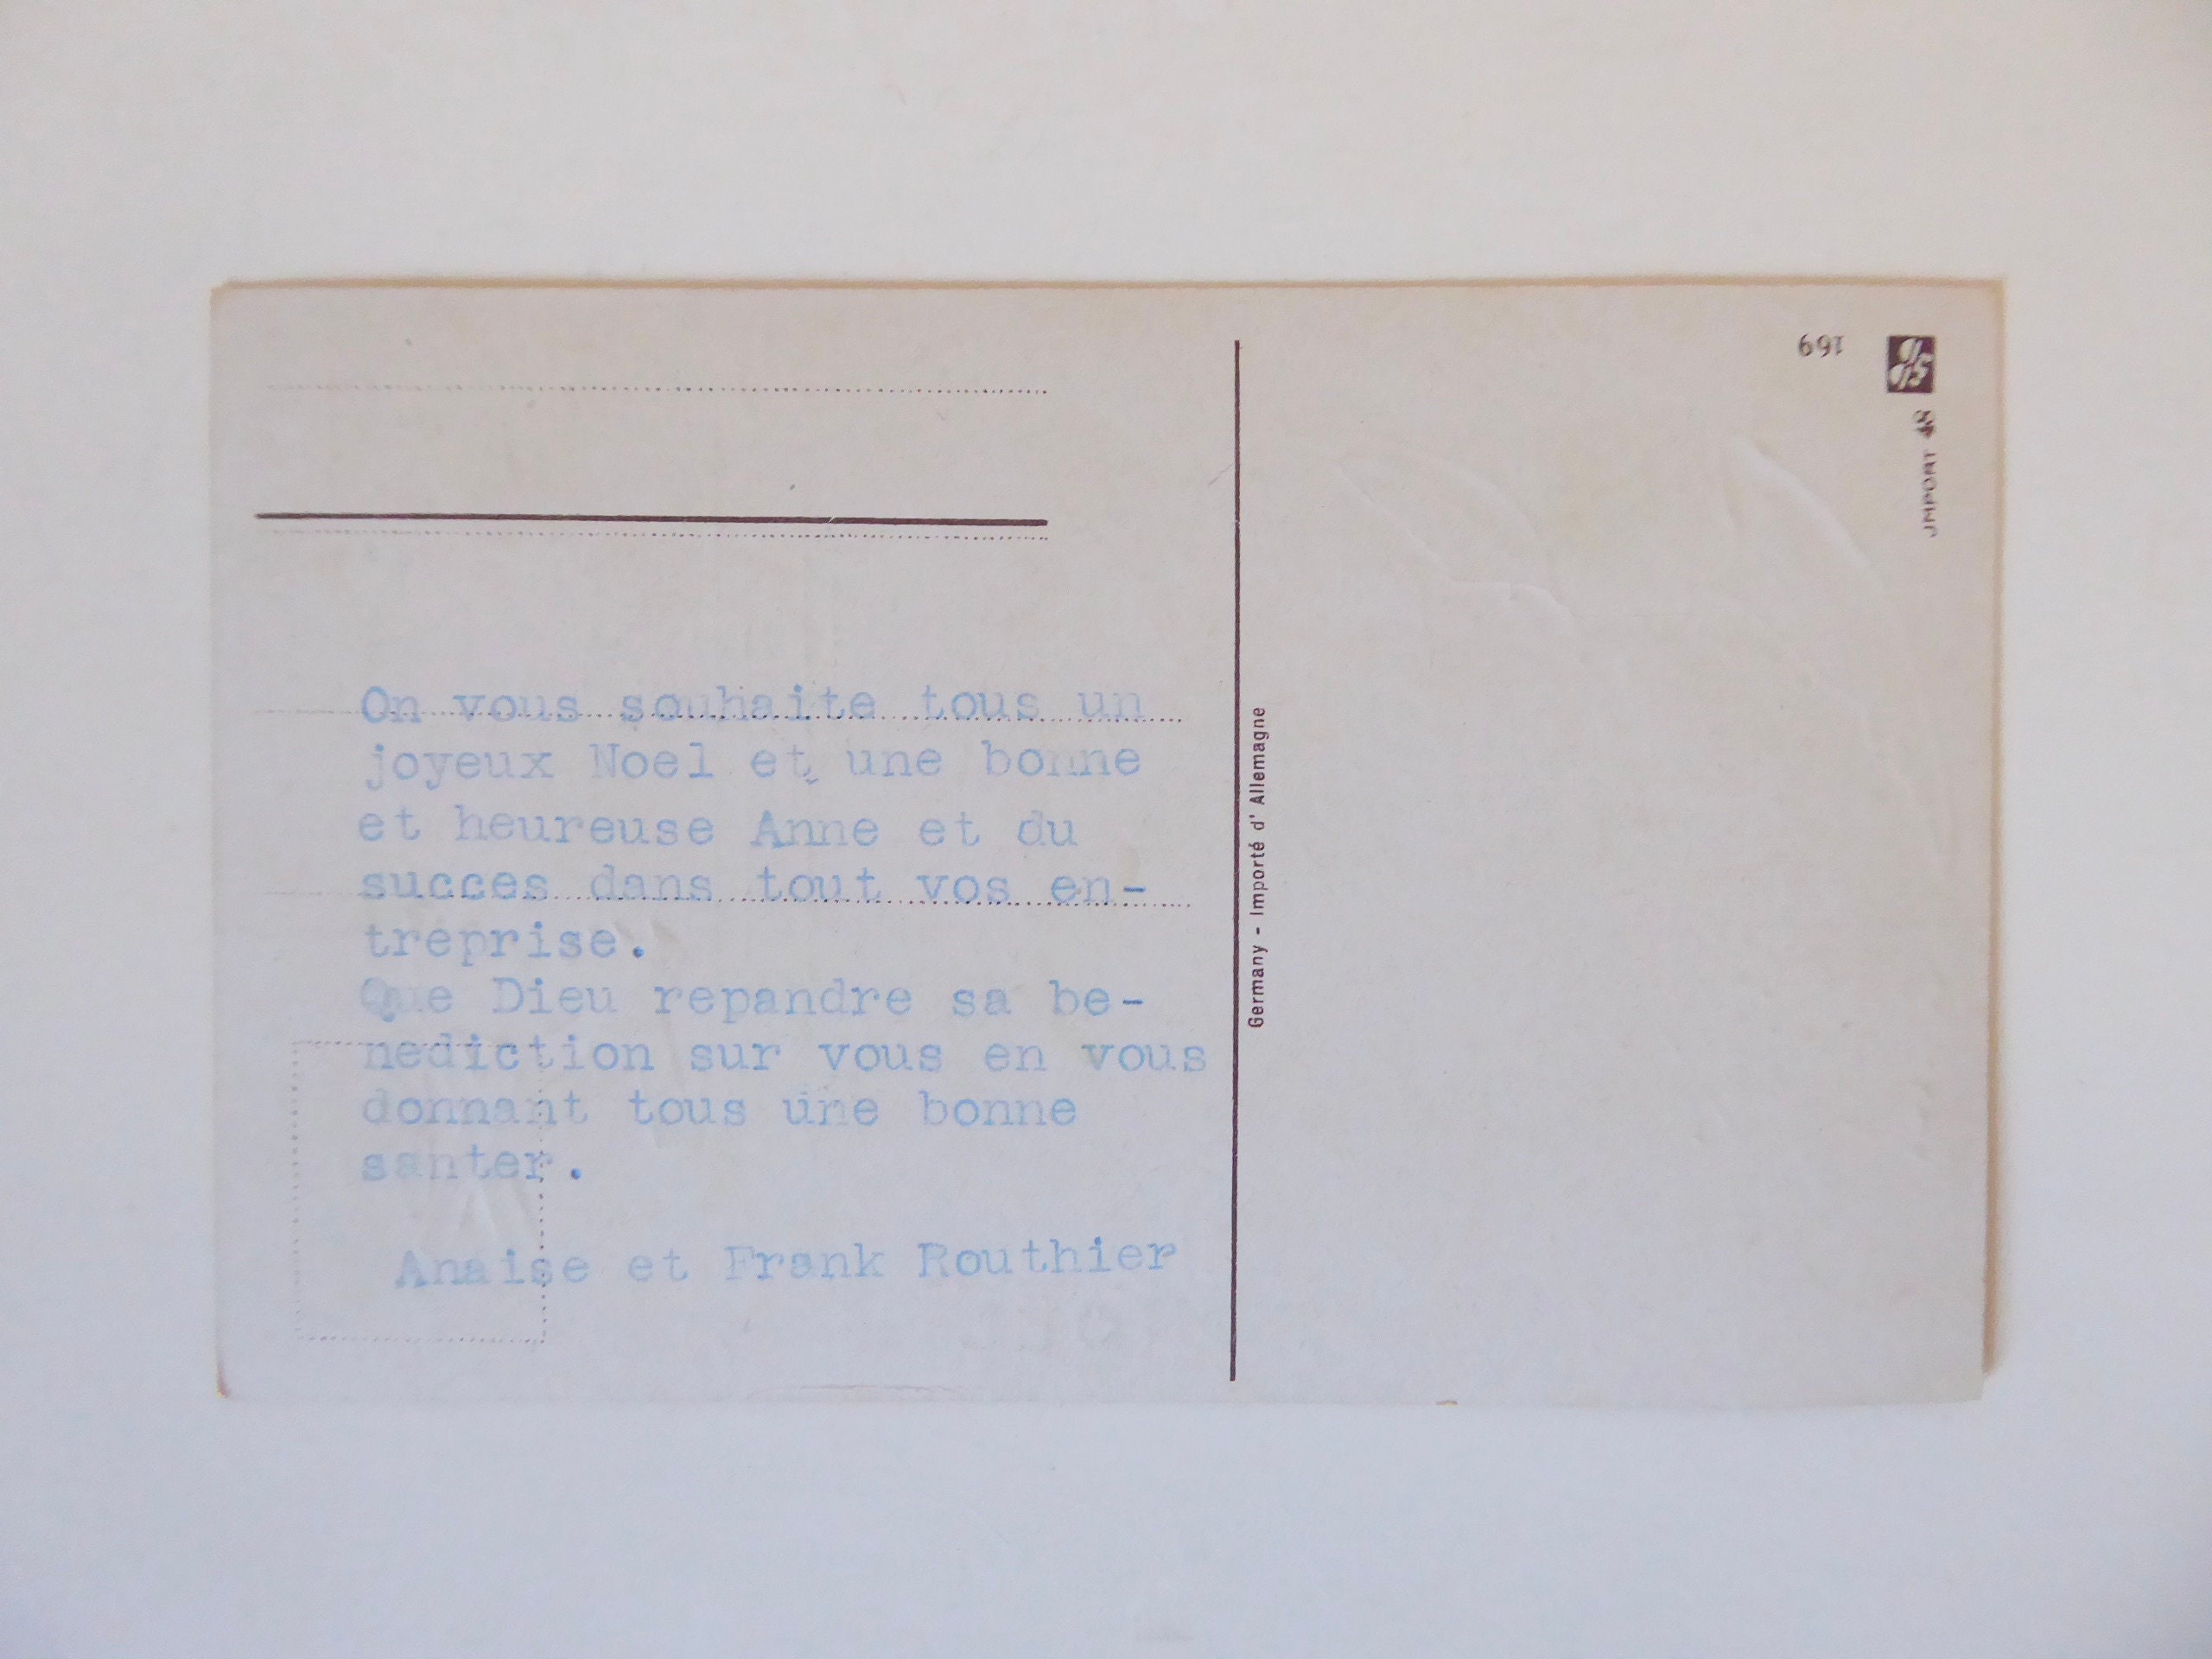 On vous souhaite tous un
joyeux Noel et une bonne
et heureuse Anne et du
succes dans tout vos en-
treprise.
Que Dieu repandre sa be-
nediction sur vous en vous
donnant tous une bonne
santer.
Anaise et Frank Routhier
Germany - Importé d' Allemagne
169
JMPORT 48